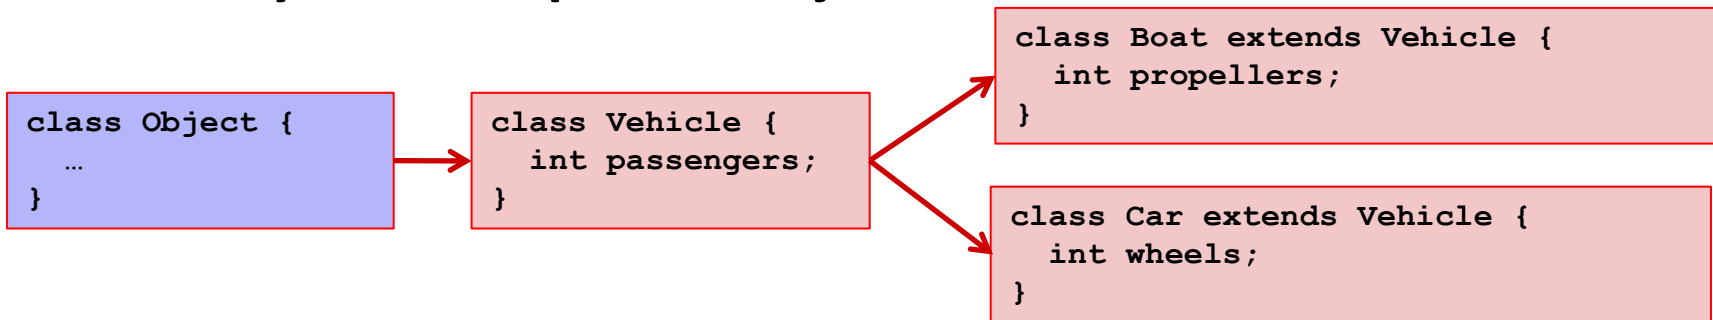 class Object {
…
}
class Vehicle {
int passengers;
}
class Boat extends Vehicle {
int propellers;
}
class Car extends Vehicle {
int wheels;
}